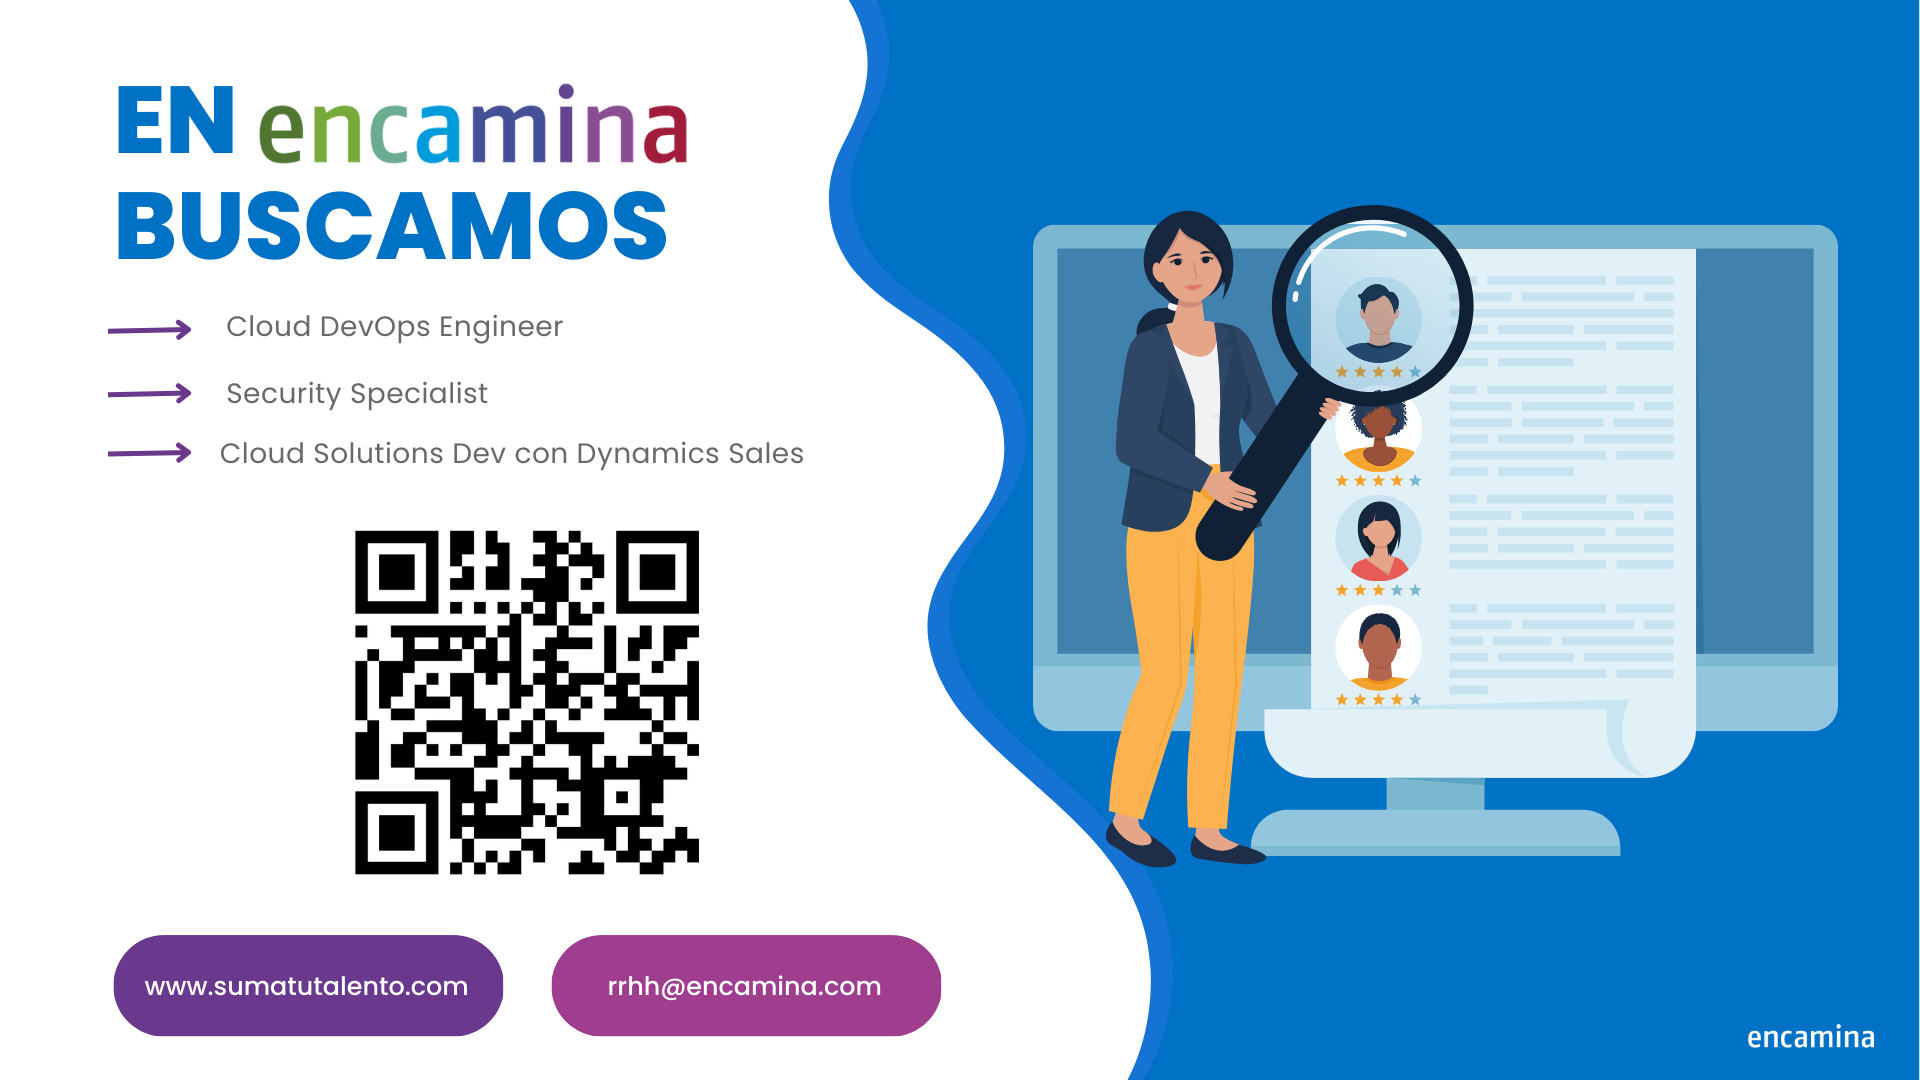 EN encamina
BUSCAMOS
Cloud DevOps Engineer
Security Specialist
Cloud Solutions Dev con Dynamics Sales
www.sumatutalento.com
rrhh@encamina.com
encamina